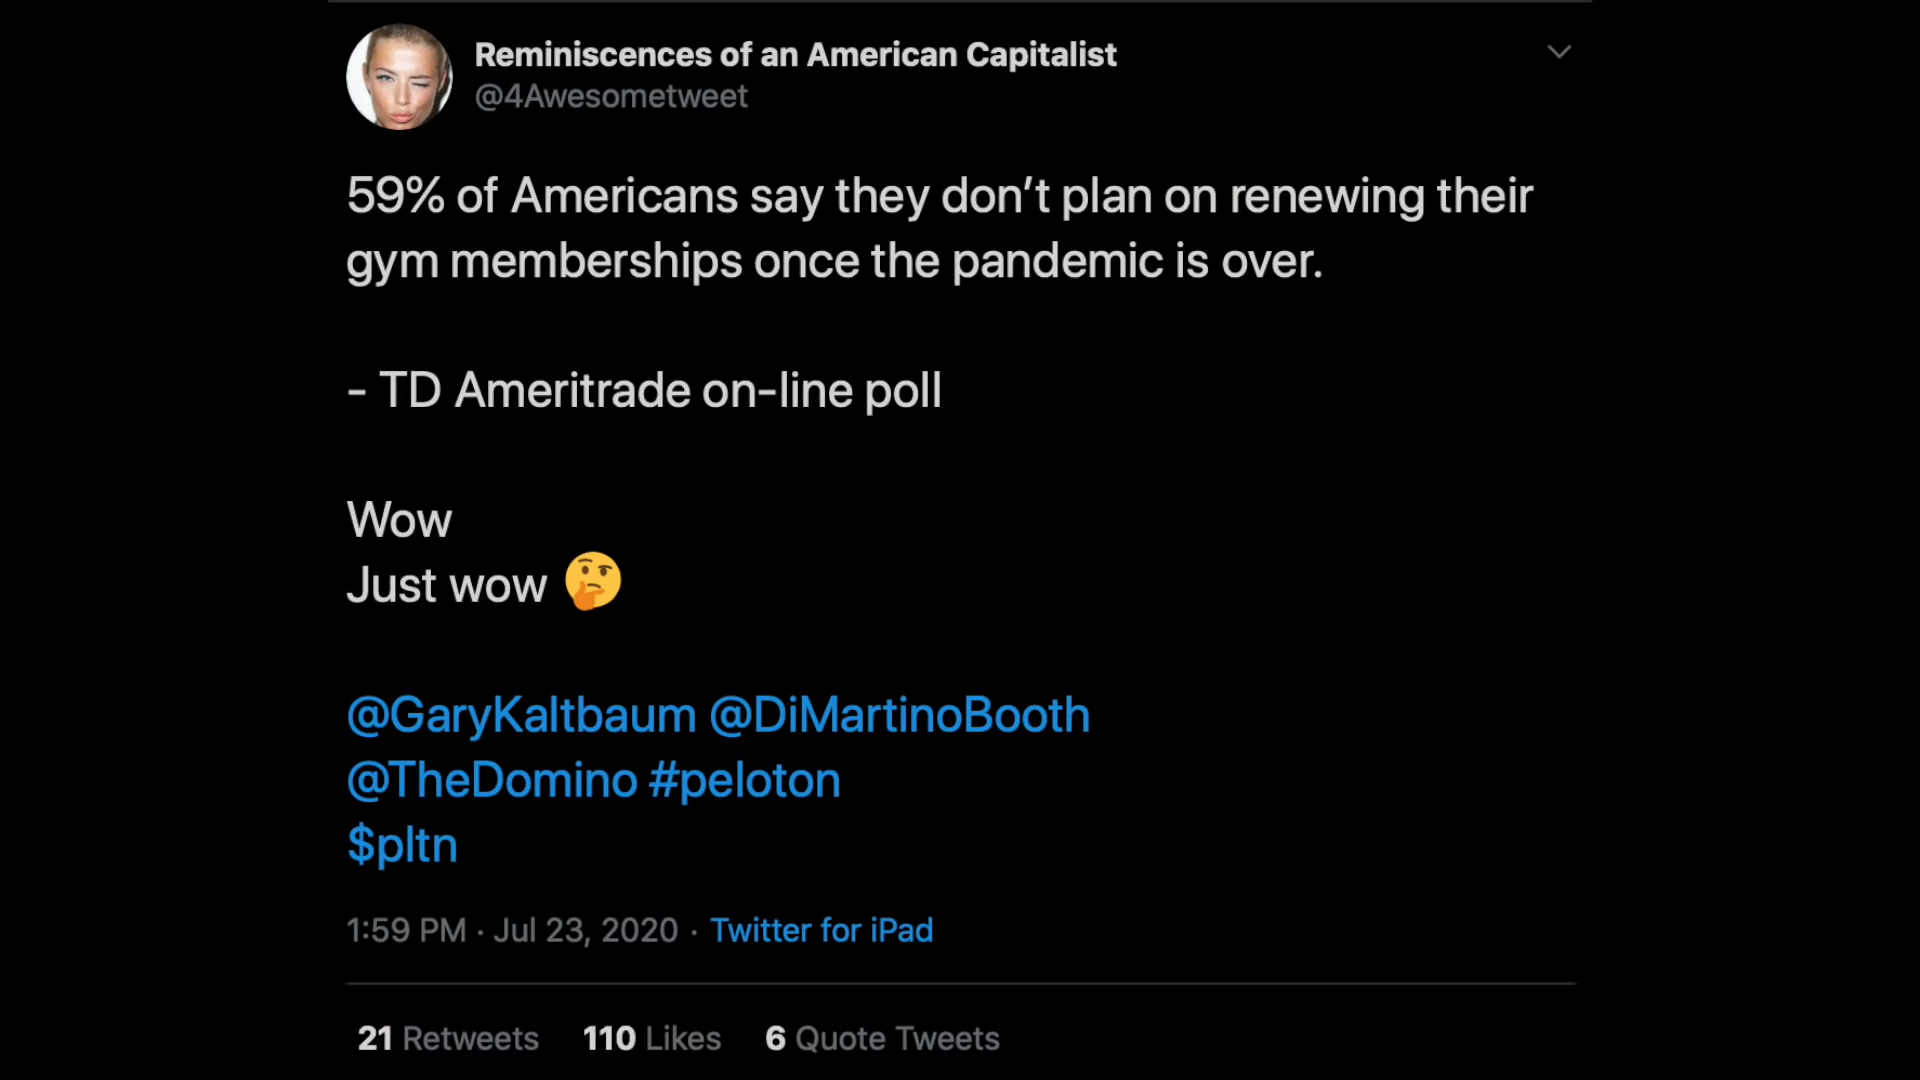 Reminiscences of an American Capitalist
@4Awesometweet
59% of Americans say they don’t plan on renewing their
gym memberships once the pandemic is over.
- TD Ameritrade on-line poll
Wow
Just wow 🤔
@GaryKaltbaum @DiMartinoBooth
@TheDomino #peloton
$pltn
1:59 PM · Jul 23, 2020 · Twitter for iPad
21 Retweets 110 Likes 6 Quote Tweets